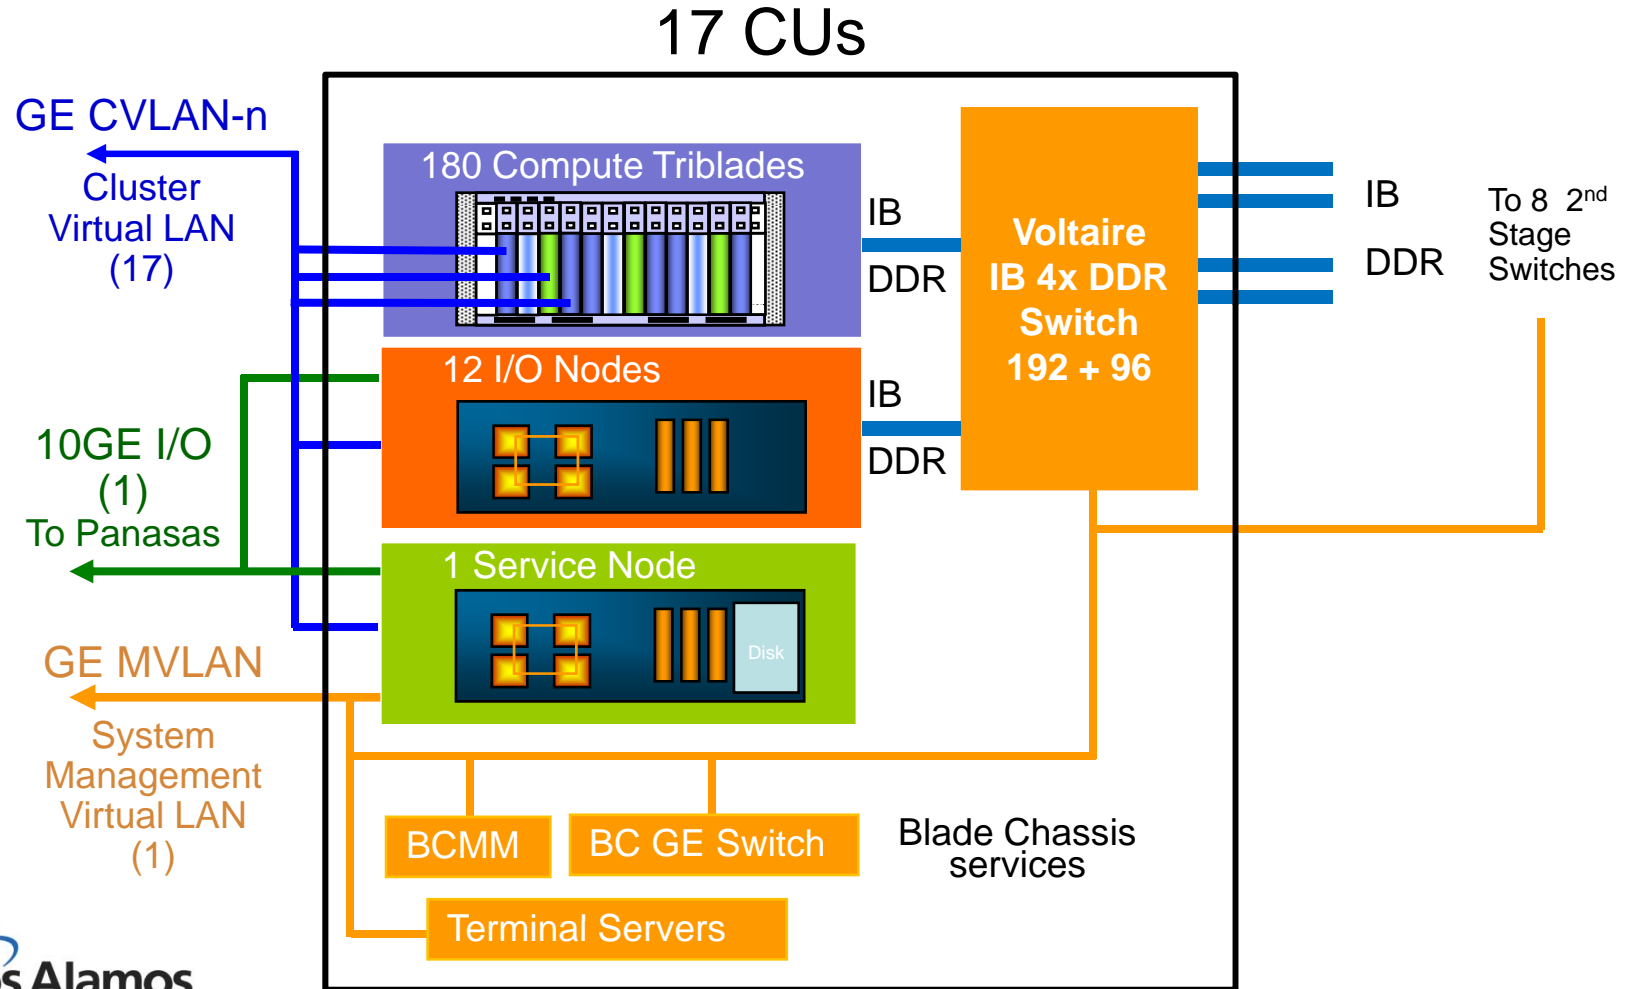 17 CUs
GE CVLAN-n
Cluster
Virtual LAN
(17)
180 Compute Triblades
IB
DDR
Voltaire
IB 4x DDR
Switch
192 + 96
IB
DDR
To 8 2nd
Stage
Switches
12 I/O Nodes
IB
DDR
10GE I/O
(1)
To Panasas
1 Service Node
Disk
GE MVLAN
System
Management
Virtual LAN
(1)
BCMM
BC GE Switch
Blade Chassis
services
Terminal Servers
s Alamos